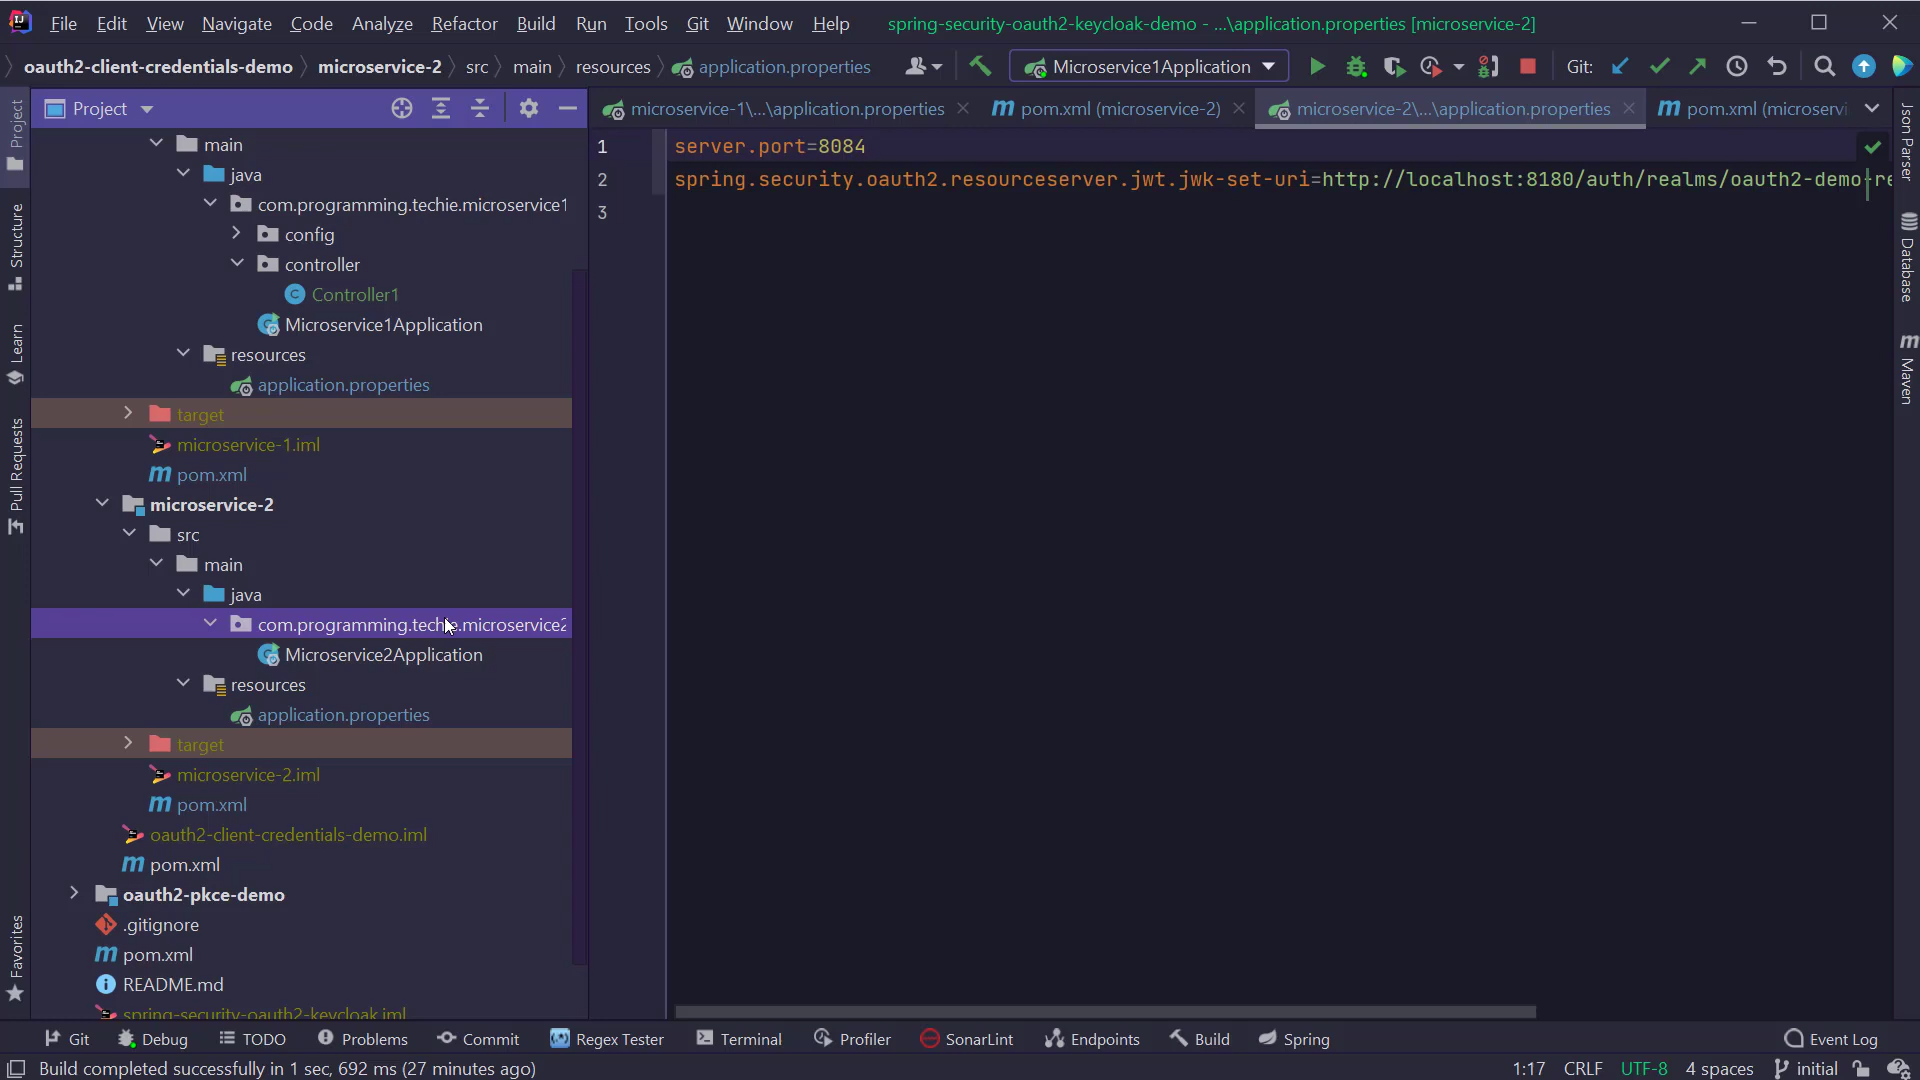 File Edit View Navigate Code Analyze Refactor Build Run Tools Git Window Help spring-security-oauth2-keycloak-demo - ...\application.properties [microservice-2]
oauth2-client-credentials-demo microservice-2 src main resources application.properties Microservice1Application Git:
Project
microservice-1\...\application.properties pom.xml (microservice-2) microservice-2\...\application.properties pom.xml (microservi
1 server.port=8084
2 spring.security.oauth2.resourceserver.jwt.jwk-set-uri=http://localhost:8180/auth/realms/oauth2-demo-re
3
main
java
com.programming.techie.microservice1
config
controller
Controller1
Microservice1Application
resources
application.properties
target
microservice-1.iml
pom.xml
microservice-2
src
main
java
com.programming.techie.microservice2
Microservice2Application
resources
application.properties
target
microservice-2.iml
pom.xml
oauth2-client-credentials-demo.iml
pom.xml
oauth2-pkce-demo
.gitignore
pom.xml
README.md
spring-security-oauth2-keycloak.iml
Project
Structure
Learn
Pull Requests
Favorites
Json Parser
Database
Maven
Git Debug TODO Problems Commit Regex Tester Terminal Profiler SonarLint Endpoints Build Spring Event Log
Build completed successfully in 1 sec, 692 ms (27 minutes ago) 1:17 CRLF UTF-8 4 spaces initial